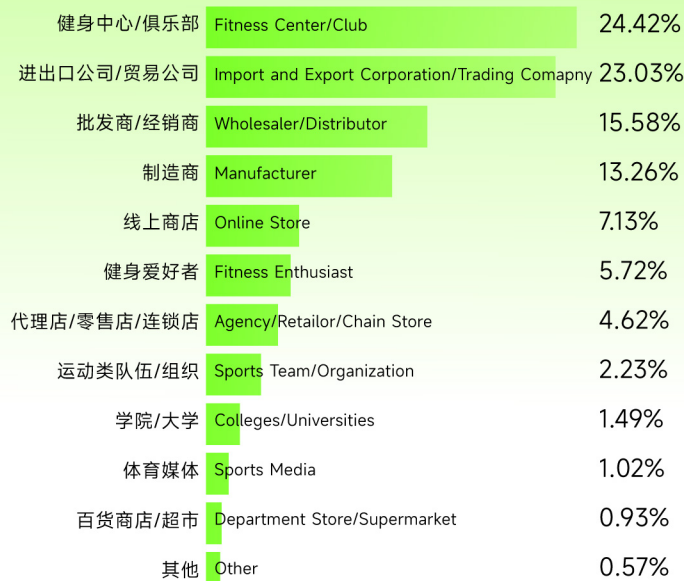 健身中心/俱乐部 Fitness Center/Club 24.42%
进出口公司/贸易公司 Import and Export Corporation/Trading Comapny 23.03%
批发商/经销商 Wholesaler/Distributor 15.58%
制造商 Manufacturer 13.26%
线上商店 Online Store 7.13%
健身爱好者 Fitness Enthusiast 5.72%
代理店/零售店/连锁店 Agency/Retailor/Chain Store 4.62%
运动类队伍/组织 Sports Team/Organization 2.23%
学院/大学 Colleges/Universities 1.49%
体育媒体 Sports Media 1.02%
百货商店/超市 Department Store/Supermarket 0.93%
其他 Other 0.57%